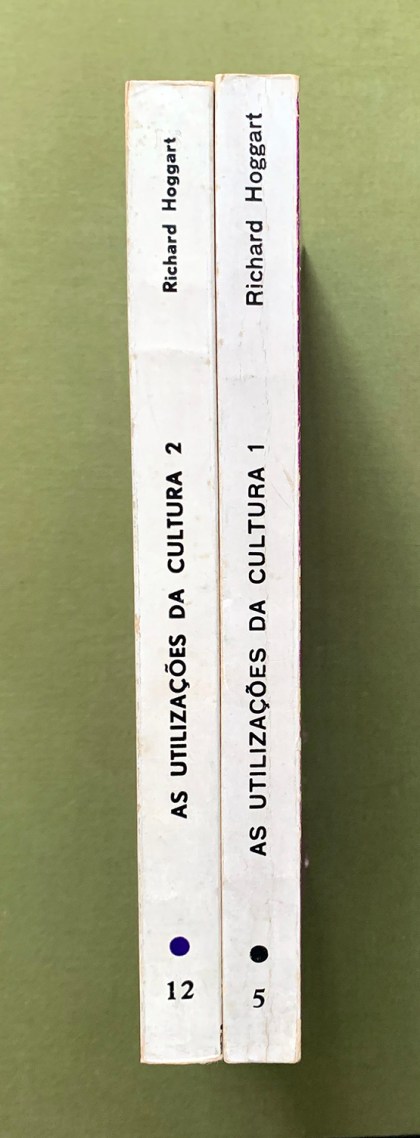 Richard Hoggart
AS UTILIZAÇÕES DA CULTURA 2
12
Richard Hoggart
AS UTILIZAÇÕES DA CULTURA 1
5